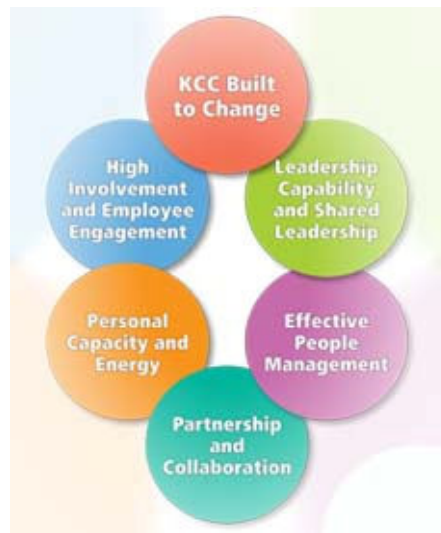 KCC Built
to Change
High
Involvement
and Employee
Engagement
Leadership
Capability
and Shared
Leadership
Personal
Capacity and
Energy
Effective
People
Management
Partnership
and
Collaboration